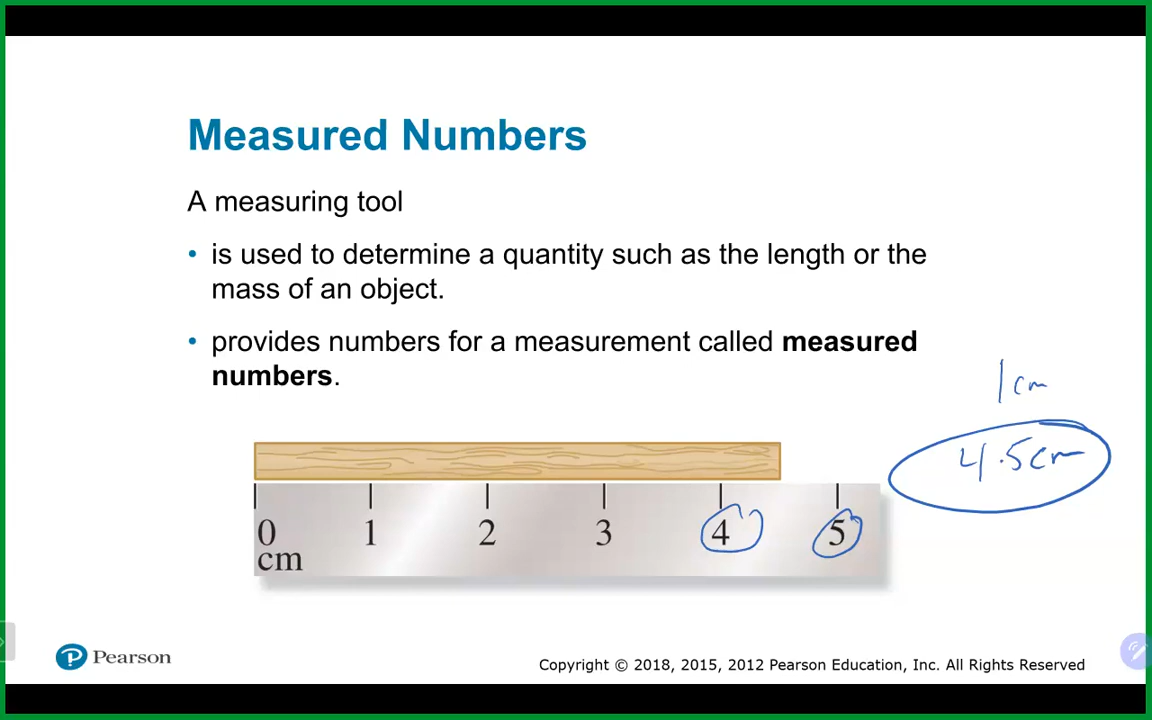 Measured Numbers
A measuring tool
• is used to determine a quantity such as the length or the
mass of an object.
• provides numbers for a measurement called measured
numbers.
1 cm
4.5cm
0 1 2 3 4 5
cm
Pearson
Copyright © 2018, 2015, 2012 Pearson Education, Inc. All Rights Reserved